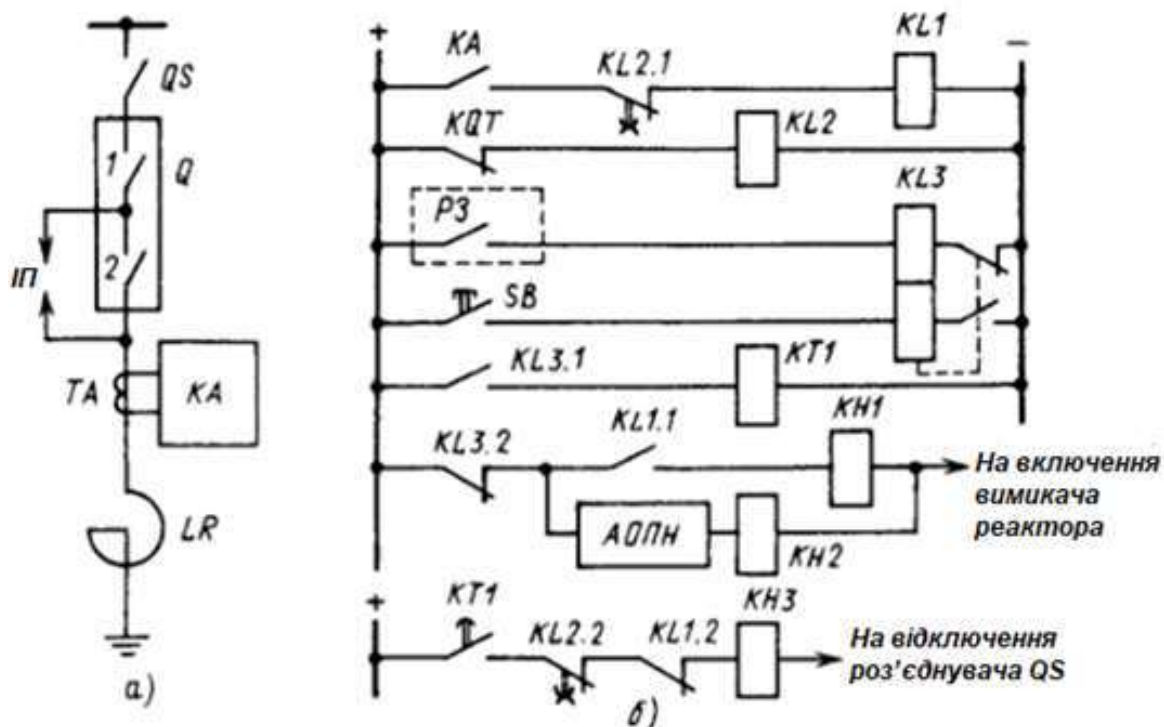 QS
1
Q
2
ІП
TA
KA
LR
а)
+
KA
KL2.1
KL1
−
KQT
KL2
KL3
РЗ
SB
KL3.1
KT1
KL3.2
KL1.1
KH1
На включення
вимикача
реактора
АОПН
KH2
+
KT1
KL2.2
KL1.2
KH3
На відключення
роз’єднувача QS
б)